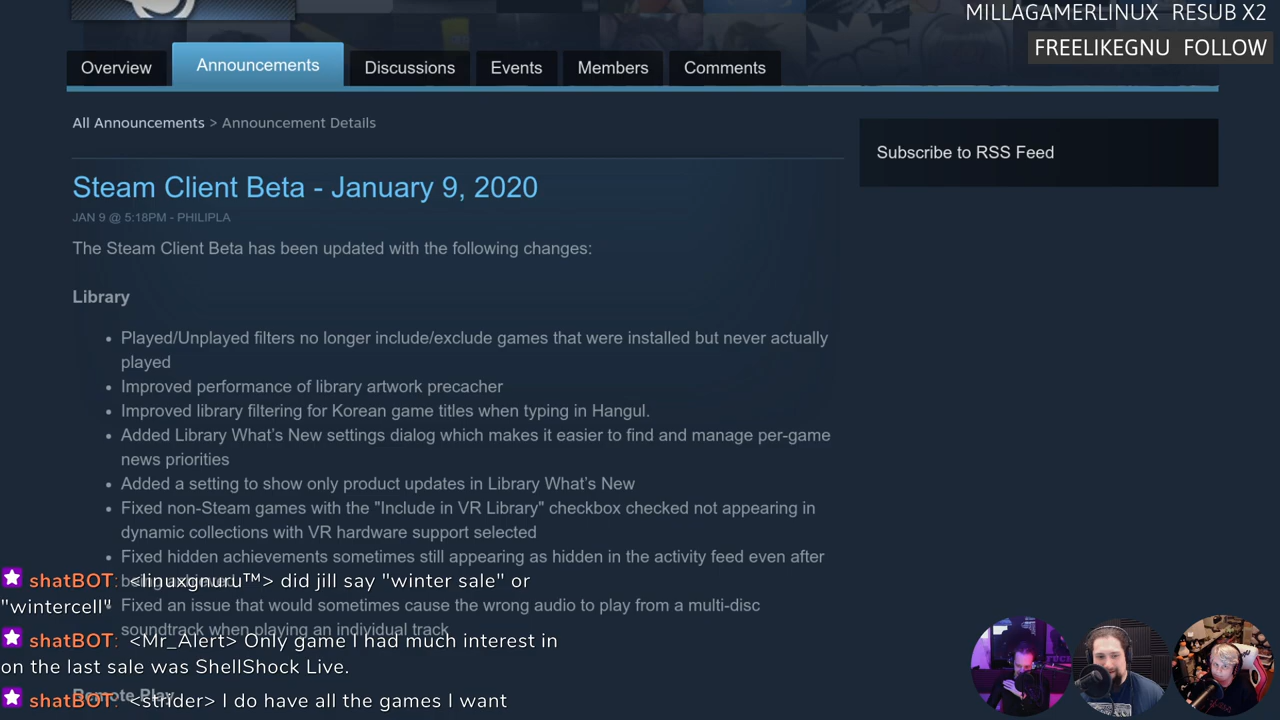 MILLAGAMERLINUX RESUB X2
FREELIKEGNU FOLLOW
Overview
Announcements
Discussions
Events
Members
Comments
All Announcements > Announcement Details
Subscribe to RSS Feed
Steam Client Beta - January 9, 2020
JAN 9 @ 5:18PM - PHILIPLA
The Steam Client Beta has been updated with the following changes:
Library
• Played/Unplayed filters no longer include/exclude games that were installed but never actually
played
• Improved performance of library artwork precacher
• Improved library filtering for Korean game titles when typing in Hangul.
• Added Library What's New settings dialog which makes it easier to find and manage per-game
news priorities
• Added a setting to show only product updates in Library What's New
• Fixed non-Steam games with the "Include in VR Library" checkbox checked not appearing in
dynamic collections with VR hardware support selected
• Fixed hidden achievements sometimes still appearing as hidden in the activity feed even after
shatBOT: did jill say "winter sale" or
"wintercell"
• Fixed an issue that would sometimes cause the wrong audio to play from a multi-disc
soundtrack when playing an individual track
shatBOT: <Mr_Alert> Only game I had much interest in
on the last sale was ShellShock Live.
Remote Play
shatBOT: <strider> I do have all the games I want